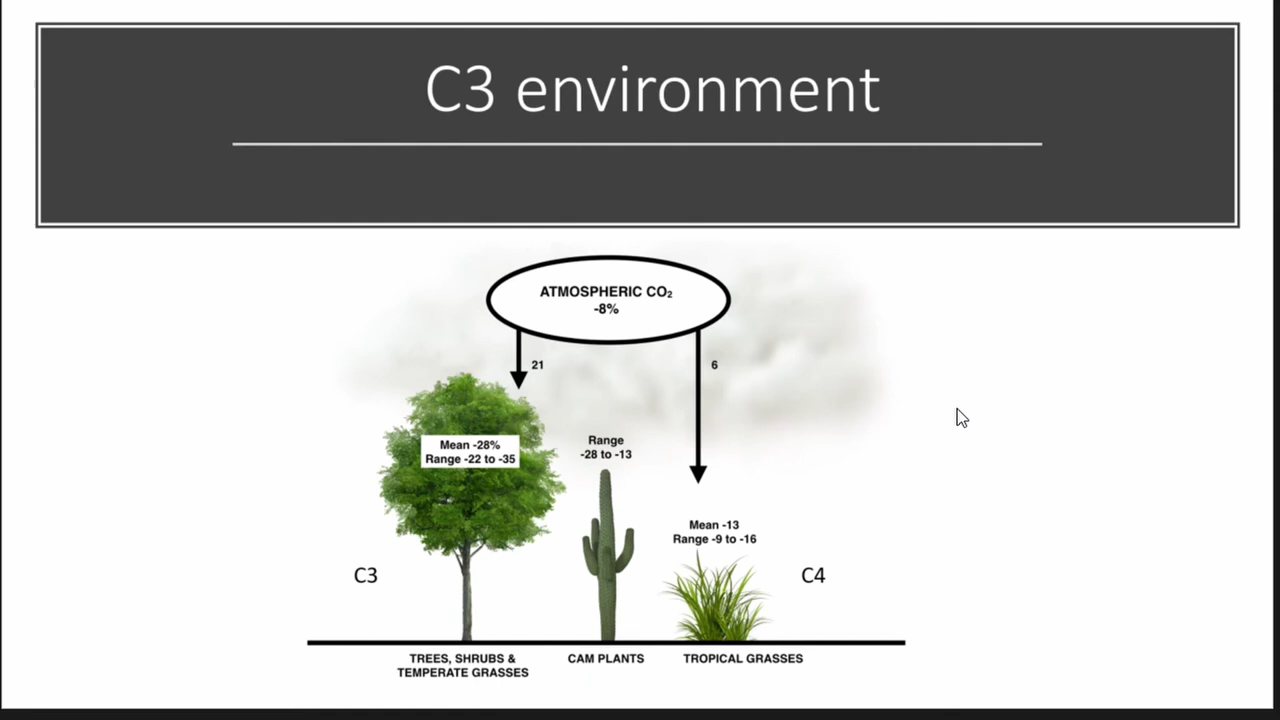 C3 environment
ATMOSPHERIC CO₂
-8%
21
6
Mean -28%
Range -22 to -35
Range
-28 to -13
Mean -13
Range -9 to -16
C3
C4
TREES, SHRUBS &
TEMPERATE GRASSES
CAM PLANTS
TROPICAL GRASSES